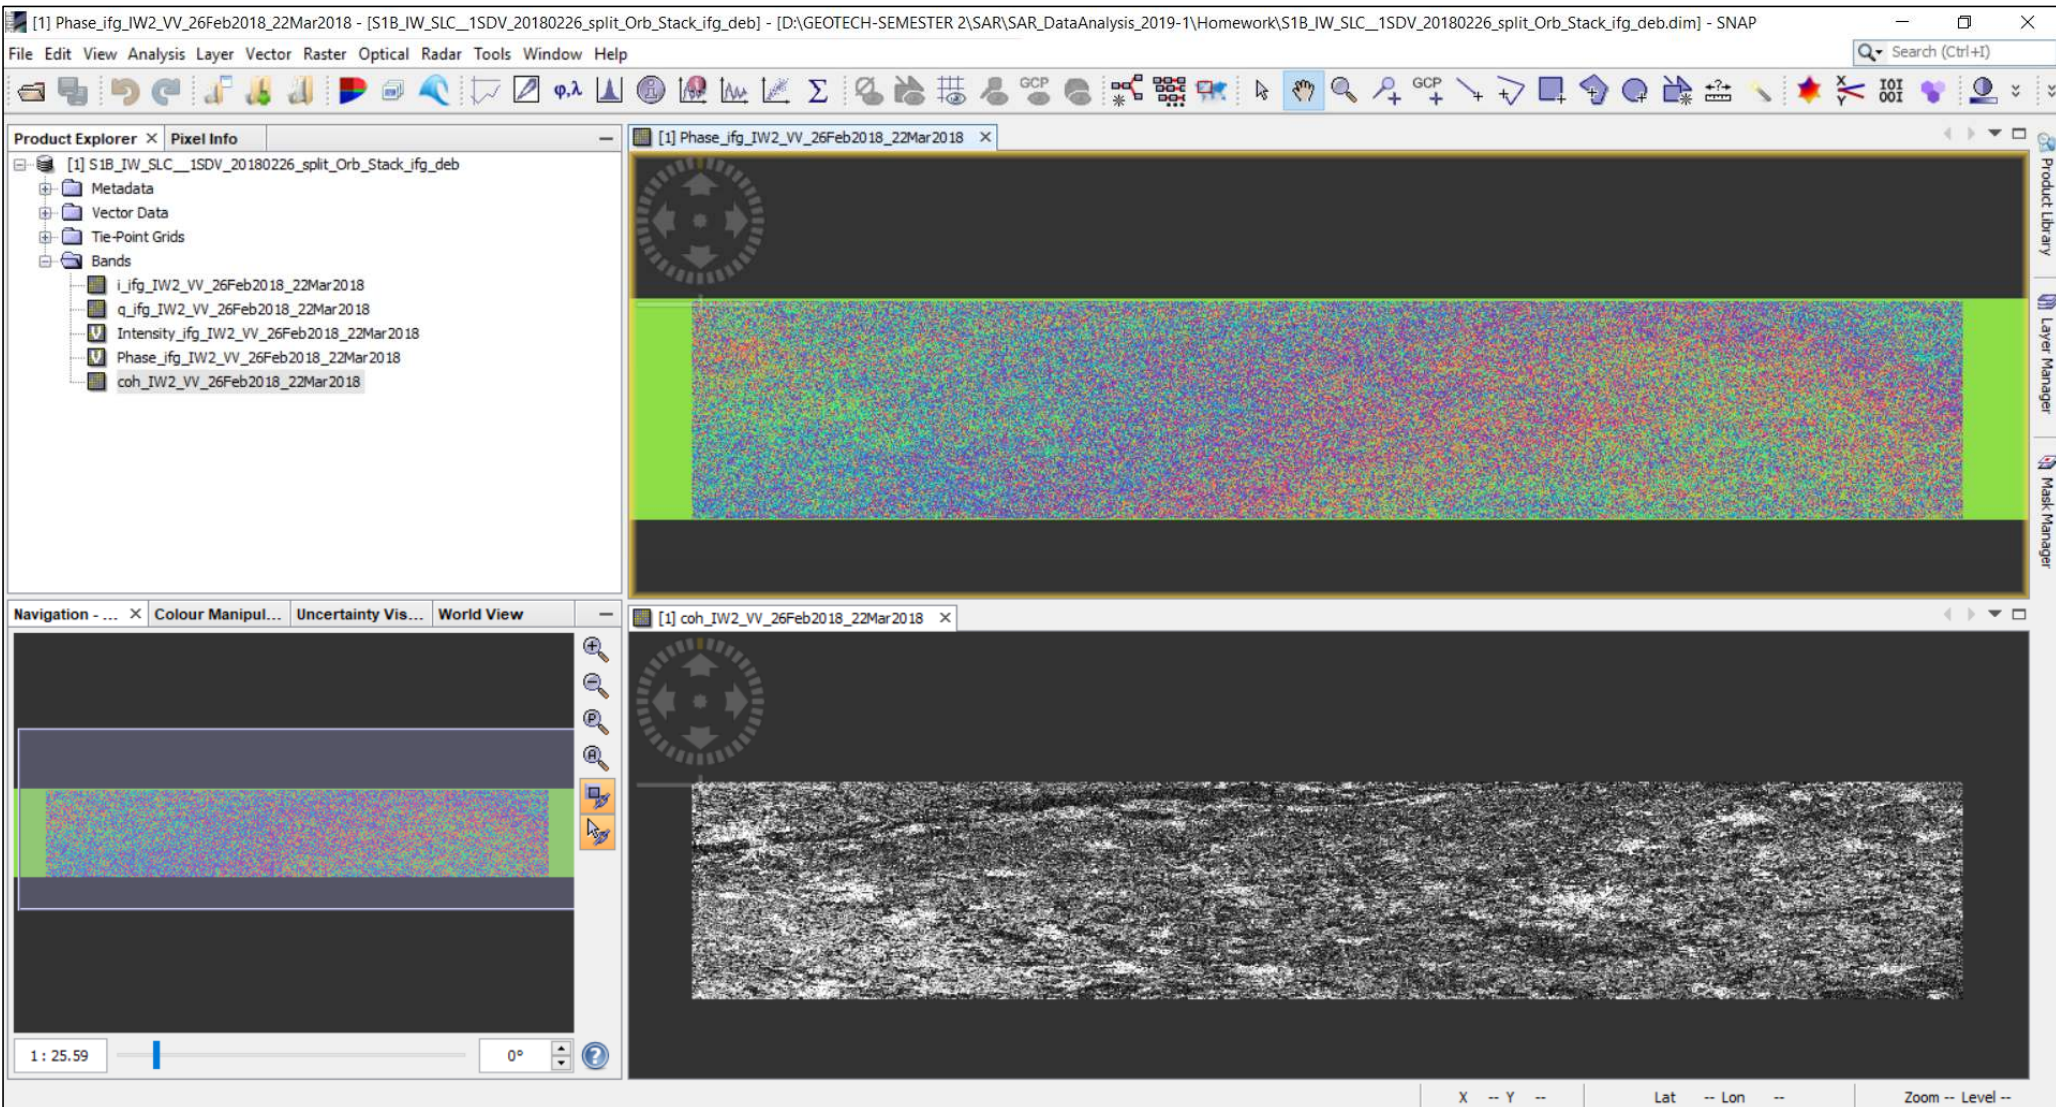 [1] Phase_ifg_IW2_VV_26Feb2018_22Mar2018 - [S1B_IW_SLC__1SDV_20180226_split_Orb_Stack_ifg_deb] - [D:\GEOTECH-SEMESTER 2\SAR\SAR_DataAnalysis_2019-1\Homework\S1B_IW_SLC__1SDV_20180226_split_Orb_Stack_ifg_deb.dim] - SNAP
File Edit View Analysis Layer Vector Raster Optical Radar Tools Window Help
Search (Ctrl+I)
φ,λ
Σ
GCP
GCP
Product Explorer
Pixel Info
[1] S1B_IW_SLC__1SDV_20180226_split_Orb_Stack_ifg_deb
Metadata
Vector Data
Tie-Point Grids
Bands
i_ifg_IW2_VV_26Feb2018_22Mar2018
q_ifg_IW2_VV_26Feb2018_22Mar2018
Intensity_ifg_IW2_VV_26Feb2018_22Mar2018
Phase_ifg_IW2_VV_26Feb2018_22Mar2018
coh_IW2_VV_26Feb2018_22Mar2018
[1] Phase_ifg_IW2_VV_26Feb2018_22Mar2018
Product Library
Layer Manager
Mask Manager
Navigation - ...
Colour Manipul...
Uncertainty Vis...
World View
1 : 25.59
0°
[1] coh_IW2_VV_26Feb2018_22Mar2018
X -- Y --
Lat -- Lon --
Zoom -- Level --